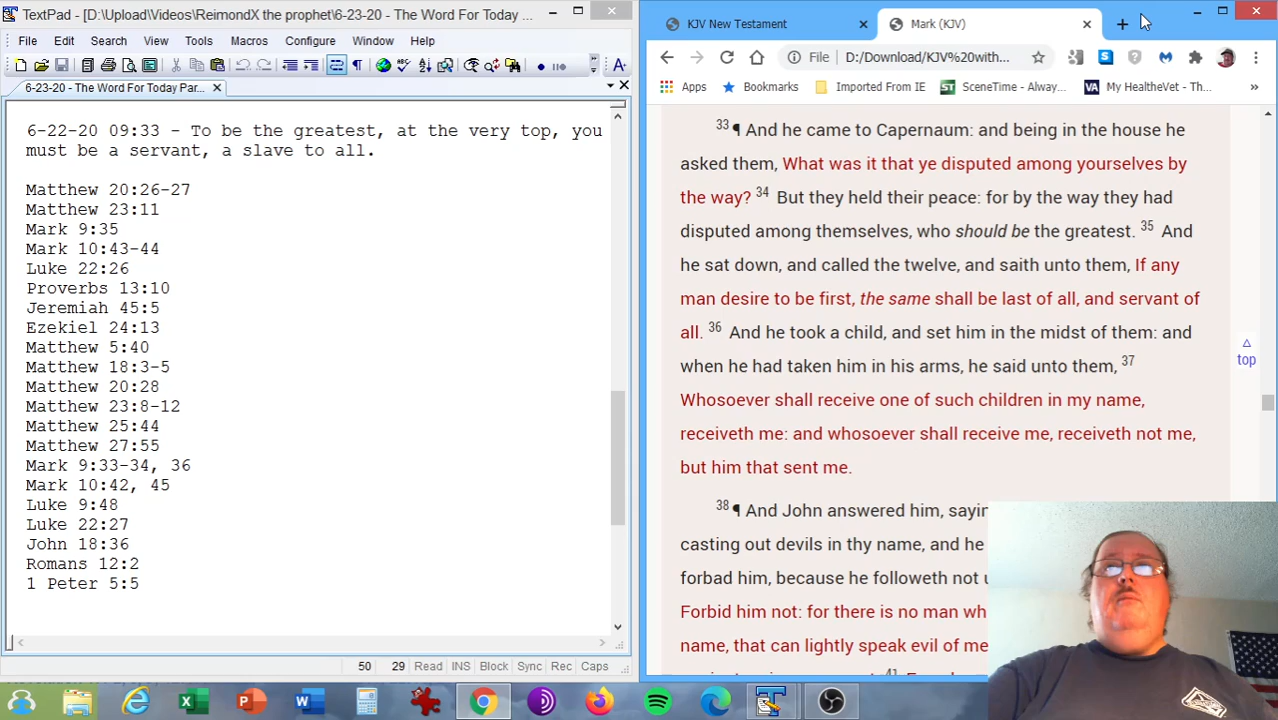 TextPad - [D:\Upload\Videos\ReimondX the prophet\6-23-20 - The Word For Today ...
File Edit Search View Tools Macros Configure Window Help
6-23-20 - The Word For Today Par...
6-22-20 09:33 - To be the greatest, at the very top, you
must be a servant, a slave to all.
Matthew 20:26-27
Matthew 23:11
Mark 9:35
Mark 10:43-44
Luke 22:26
Proverbs 13:10
Jeremiah 45:5
Ezekiel 24:13
Matthew 5:40
Matthew 18:3-5
Matthew 20:28
Matthew 23:8-12
Matthew 25:44
Matthew 27:55
Mark 9:33-34, 36
Mark 10:42, 45
Luke 9:48
Luke 22:27
John 18:36
Romans 12:2
1 Peter 5:5
50 29 Read INS Block Sync Rec Caps
KJV New Testament
Mark (KJV)
File D:/Download/KJV%20with...
Apps Bookmarks Imported From IE ST SceneTime - Alway... VA My HealtheVet - Th... »
33 ¶ And he came to Capernaum: and being in the house he
asked them, What was it that ye disputed among yourselves by
the way? 34 But they held their peace: for by the way they had
disputed among themselves, who should be the greatest. 35 And
he sat down, and called the twelve, and saith unto them, If any
man desire to be first, the same shall be last of all, and servant of
all. 36 And he took a child, and set him in the midst of them: and
when he had taken him in his arms, he said unto them, 37
Whosoever shall receive one of such children in my name,
receiveth me: and whosoever shall receive me, receiveth not me,
but him that sent me.
38 ¶ And John answered him, sayin
casting out devils in thy name, and he
forbad him, because he followeth not u
Forbid him not: for there is no man wh
name, that can lightly speak evil of me
41
△
top